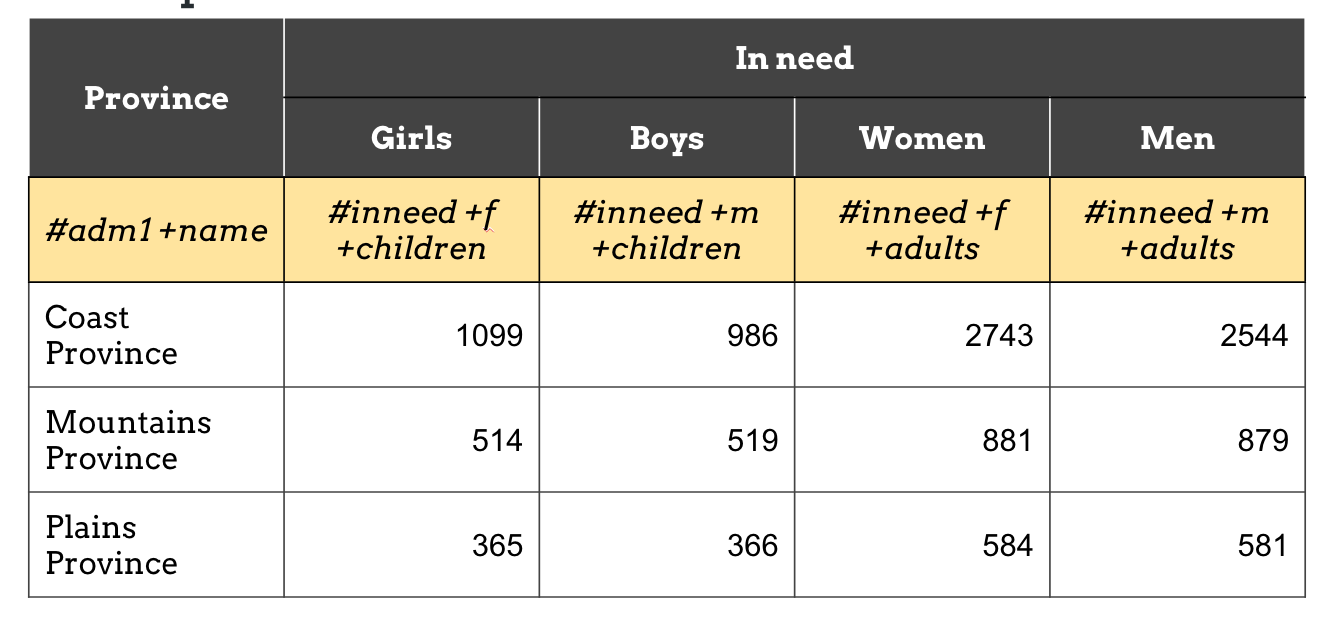 In need
Province
Girls Boys Women Men
#adm1 +name
#inneed +f
+children
#inneed +m
+children
#inneed +f
+adults
#inneed +m
+adults
Coast
Province
1099 986 2743 2544
Mountains
Province
514 519 881 879
Plains
Province
365 366 584 581